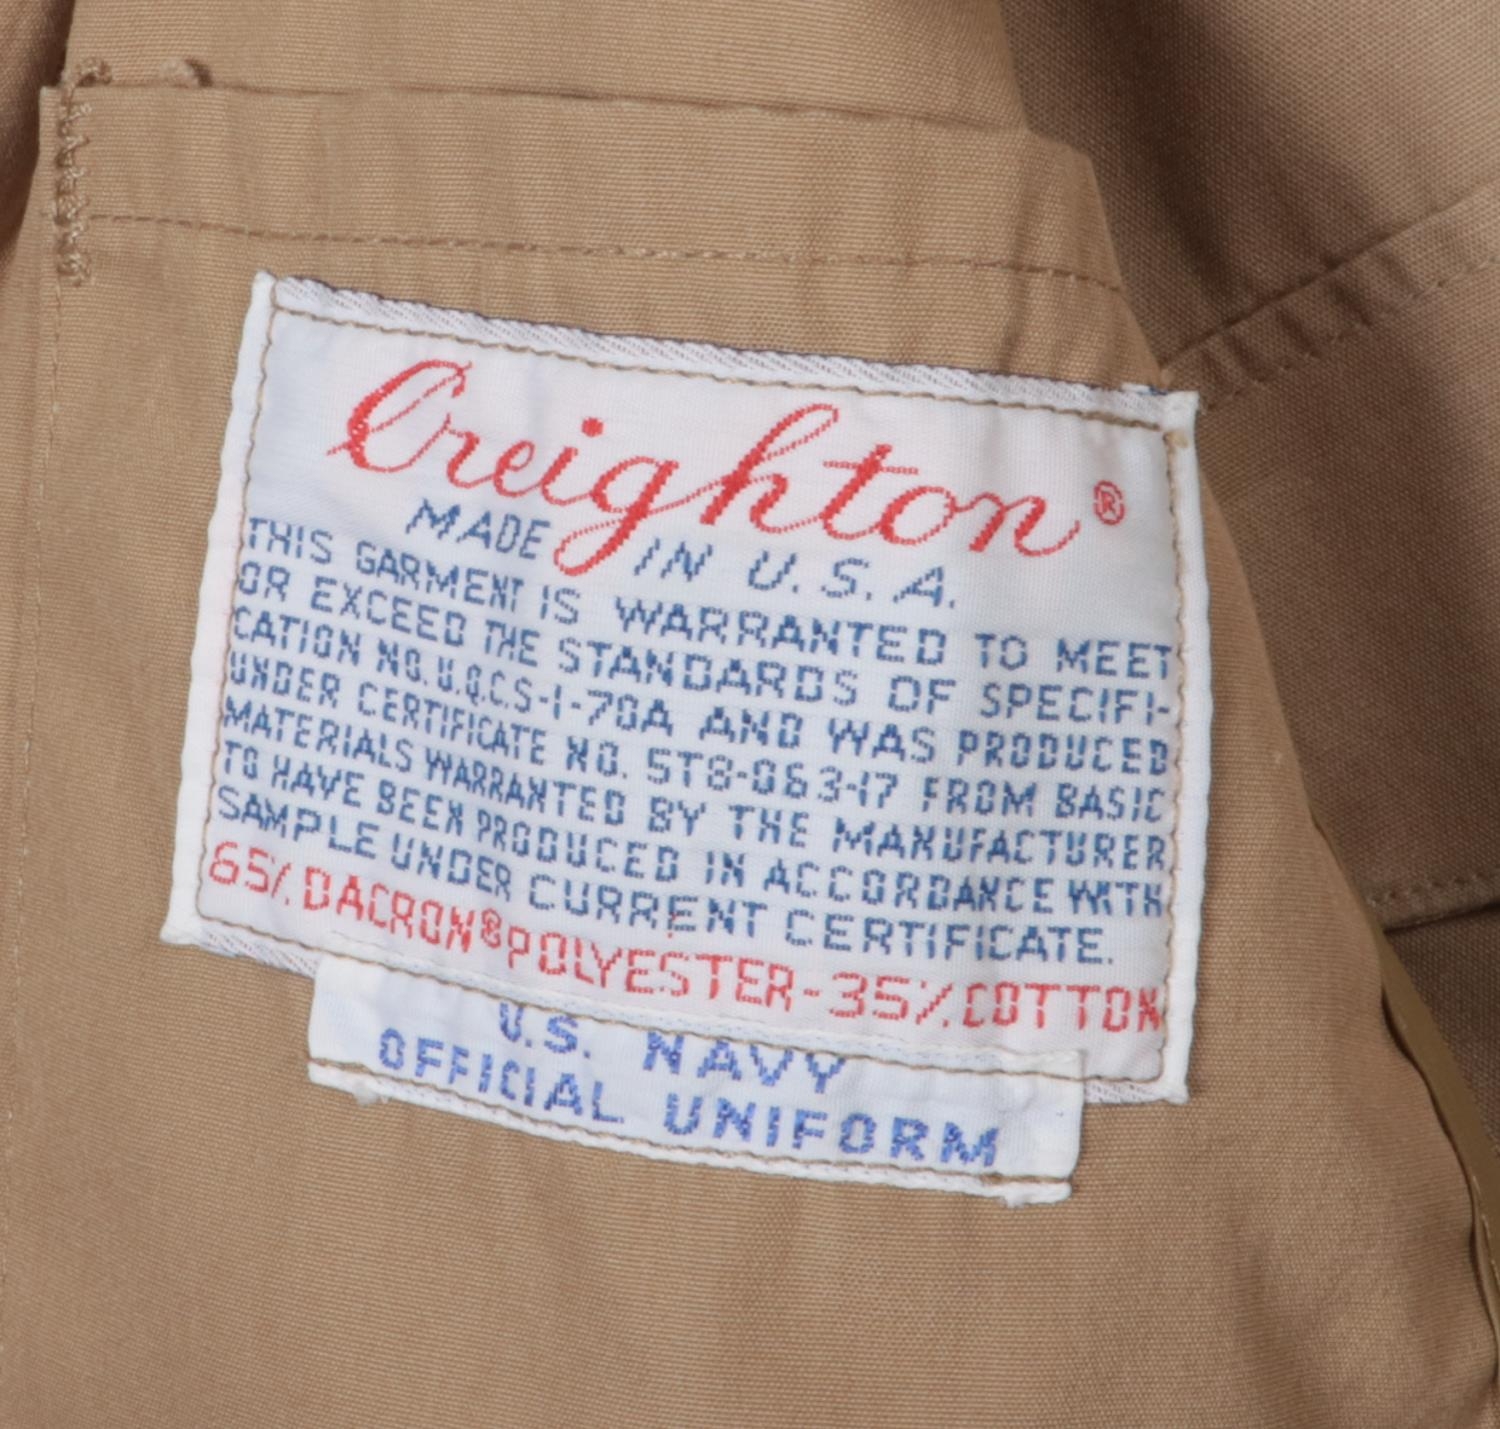 Creighton®
MADE IN U.S.A.
THIS GARMENT IS WARRANTED TO MEET
OR EXCEED THE STANDARDS OF SPECIFI-
CATION NO. U.Q.C.S-1-70A AND WAS PRODUCED
UNDER CERTIFICATE NO. ST8-063-17 FROM BASIC
MATERIALS WARRANTED BY THE MANUFACTURER
TO HAVE BEEN PRODUCED IN ACCORDANCE WITH
SAMPLE UNDER CURRENT CERTIFICATE.
65% DACRON® POLYESTER-35% COTTON
U.S. NAVY
OFFICIAL UNIFORM